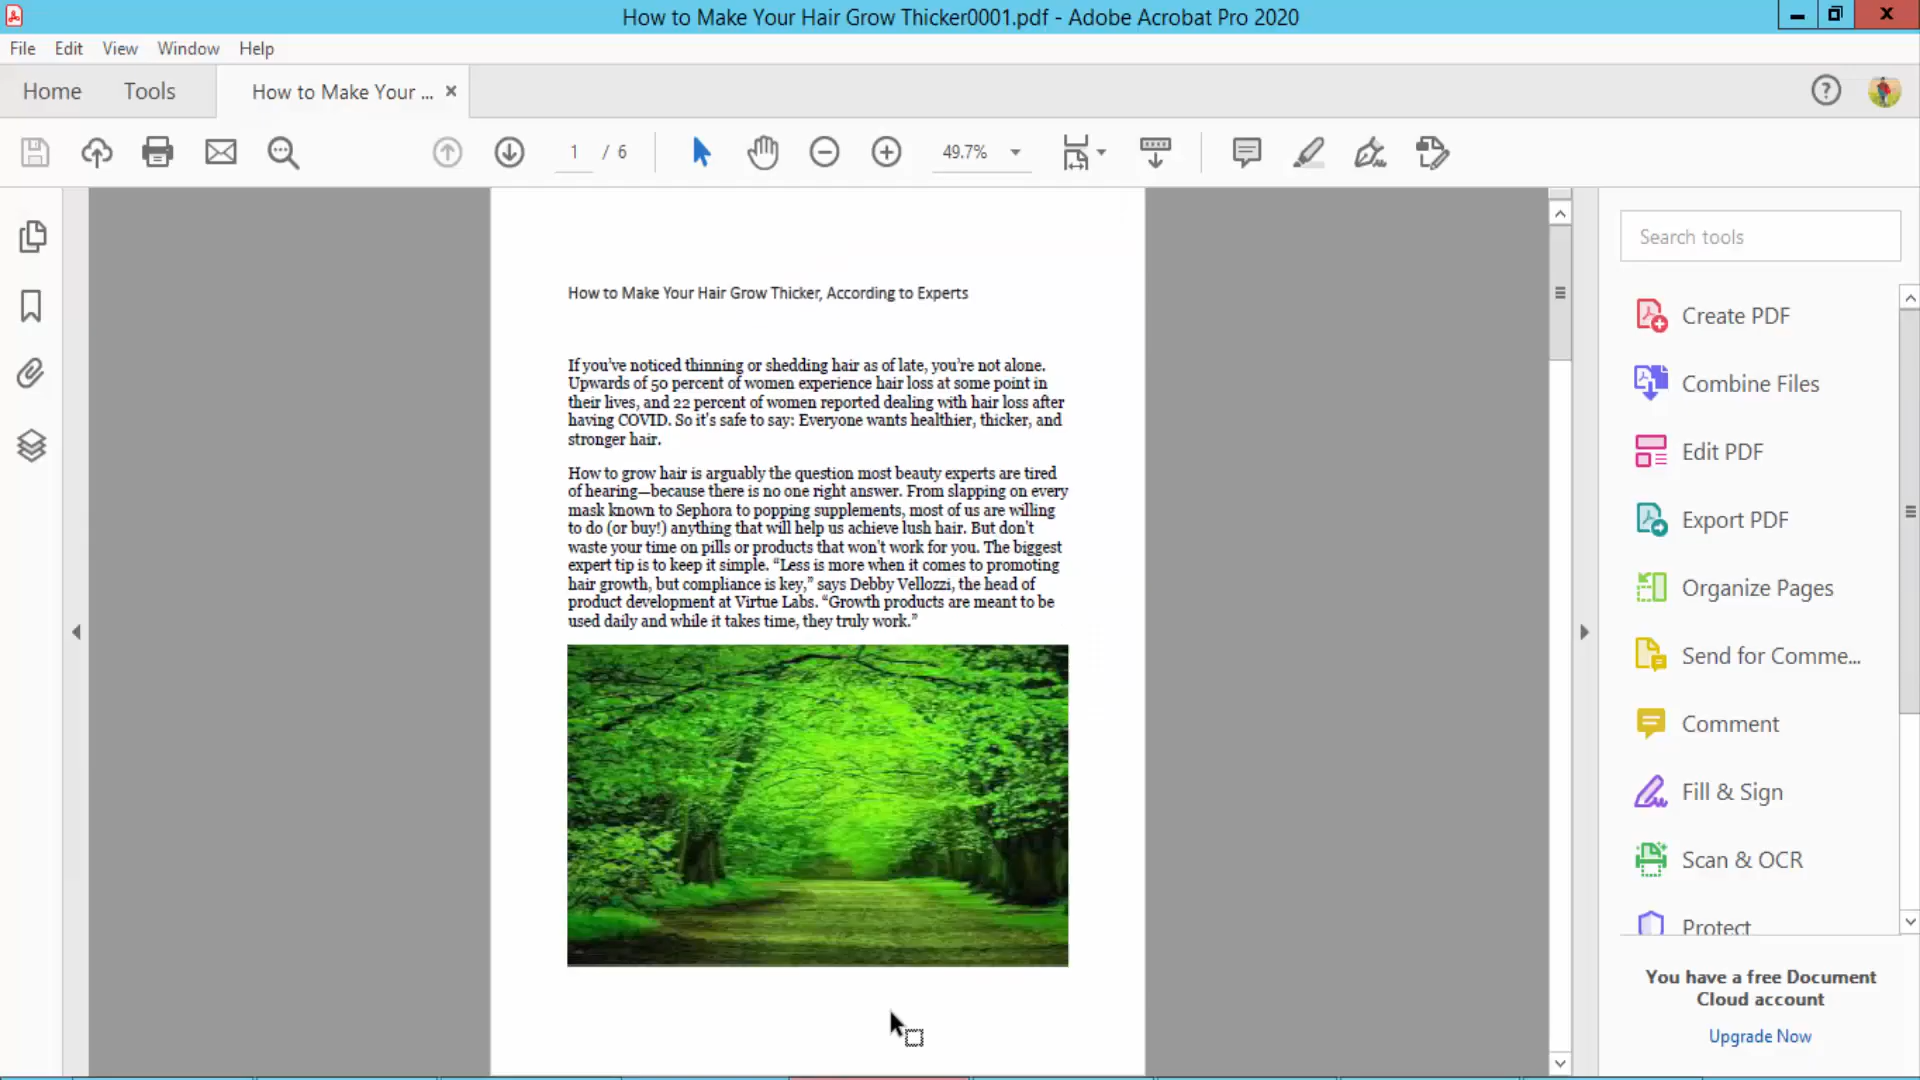 How to Make Your Hair Grow Thicker0001.pdf - Adobe Acrobat Pro 2020
File Edit View Window Help
Home Tools How to Make Your ...
1 / 6 49.7%
How to Make Your Hair Grow Thicker, According to Experts
If you've noticed thinning or shedding hair as of late, you're not alone.
Upwards of 50 percent of women experience hair loss at some point in
their lives, and 22 percent of women reported dealing with hair loss after
having COVID. So it's safe to say: Everyone wants healthier, thicker, and
stronger hair.
How to grow hair is arguably the question most beauty experts are tired
of hearing—because there is no one right answer. From slapping on every
mask known to Sephora to popping supplements, most of us are willing
to do (or buy!) anything that will help us achieve lush hair. But don't
waste your time on pills or products that won't work for you. The biggest
expert tip is to keep it simple. “Less is more when it comes to promoting
hair growth, but compliance is key,” says Debby Vellozzi, the head of
product development at Virtue Labs. “Growth products are meant to be
used daily and while it takes time, they truly work.”
Search tools
Create PDF
Combine Files
Edit PDF
Export PDF
Organize Pages
Send for Comme...
Comment
Fill & Sign
Scan & OCR
Protect
You have a free Document
Cloud account
Upgrade Now